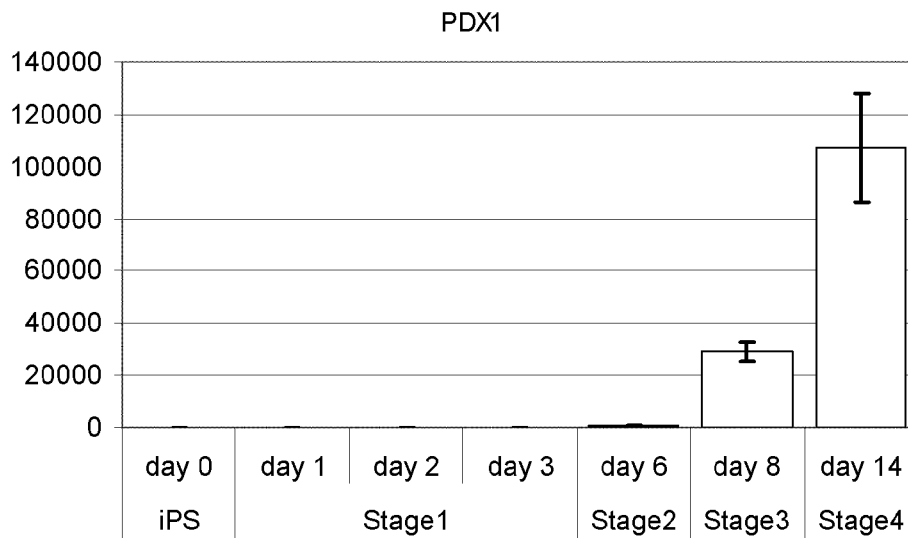 PDX1
140000
120000
100000
80000
60000
40000
20000
0
day 0 day 1 day 2 day 3 day 6 day 8 day 14
iPS Stage1 Stage2 Stage3 Stage4